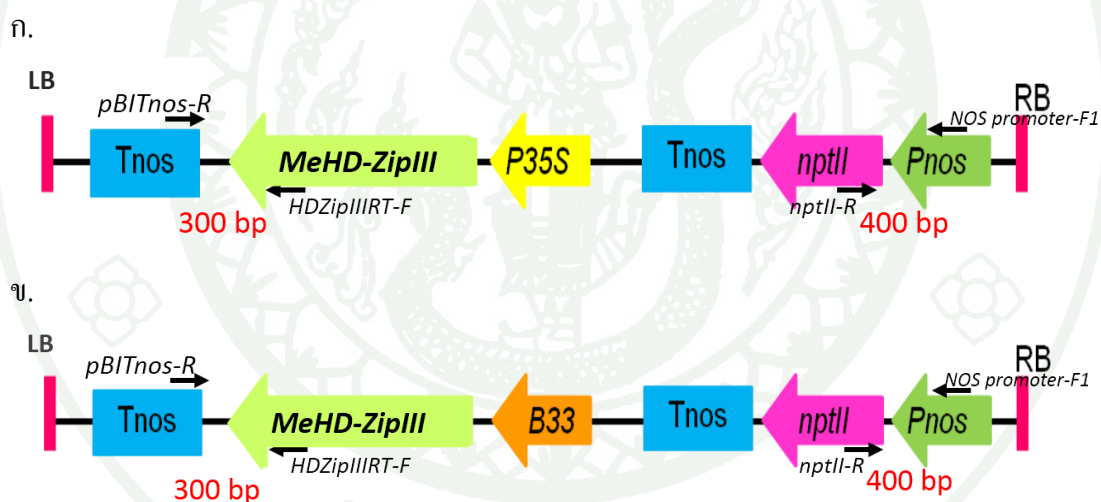 ก.
LB
RB
pBITnos-R
NOS promoter-F1
Tnos
MeHD-ZipIII
P35S
Tnos
nptII
Pnos
HDZipIIIRT-F
nptII-R
300 bp
400 bp
ข.
LB
RB
pBITnos-R
NOS promoter-F1
Tnos
MeHD-ZipIII
B33
Tnos
nptII
Pnos
HDZipIIIRT-F
nptII-R
300 bp
400 bp